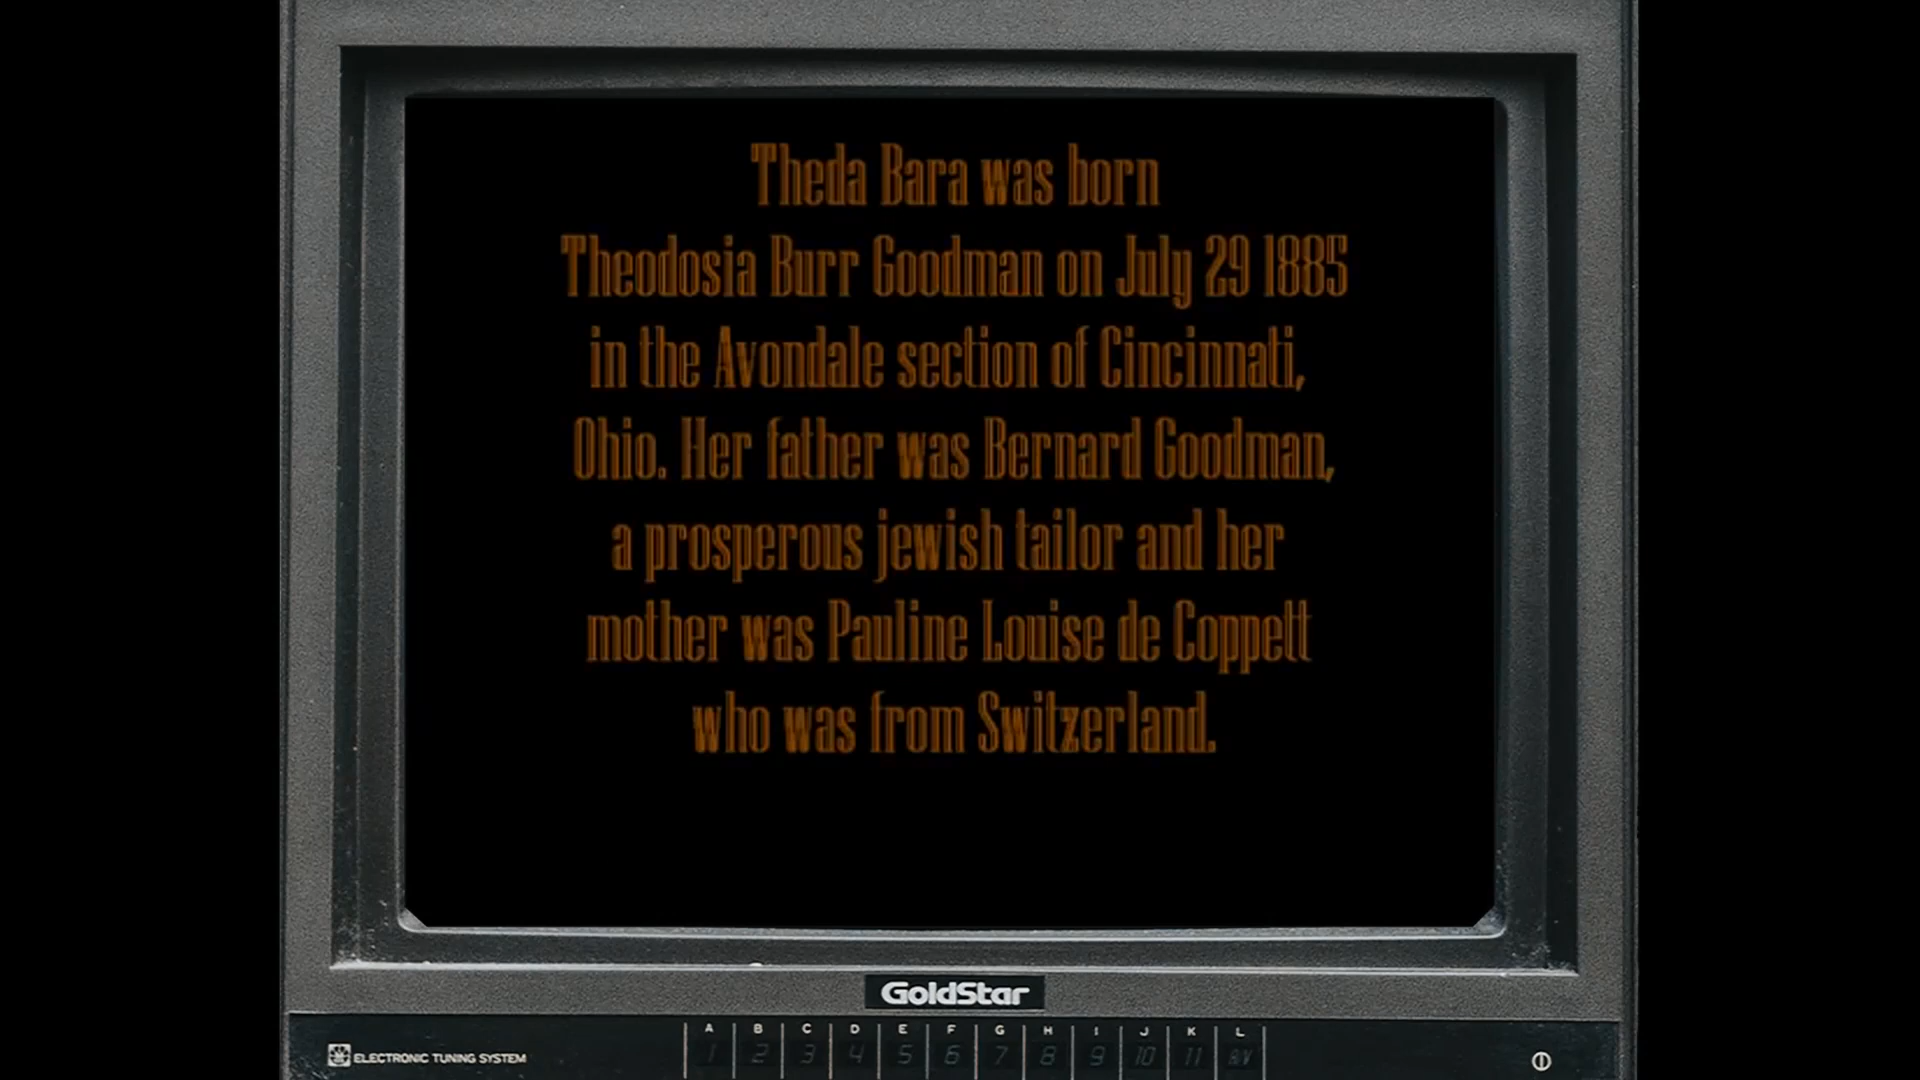 Theda Bara was born
Theodosia Burr Goodman on July 29 1885
in the Avondale section of Cincinnati,
Ohio. Her father was Bernard Goodman,
a prosperous jewish tailor and her
mother was Pauline Louise de Coppett
who was from Switzerland.
GoldStar
A B C D E F G H I J K L
ELECTRONIC TUNING SYSTEM 1 2 3 4 5 6 7 8 9 10 11